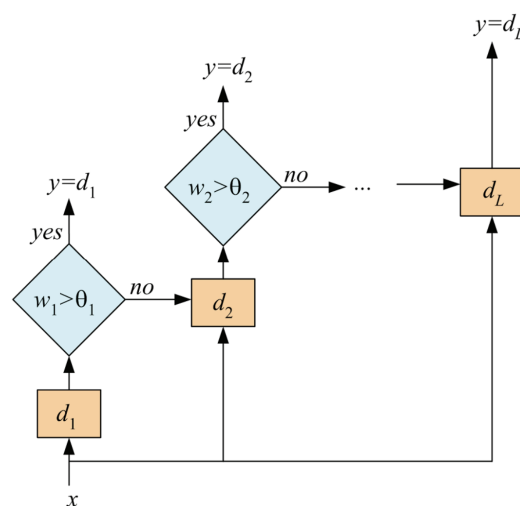 y=d_L
y=d_2
yes
w_2>θ_2
no
...
d_L
y=d_1
yes
w_1>θ_1
no
d_2
d_1
x